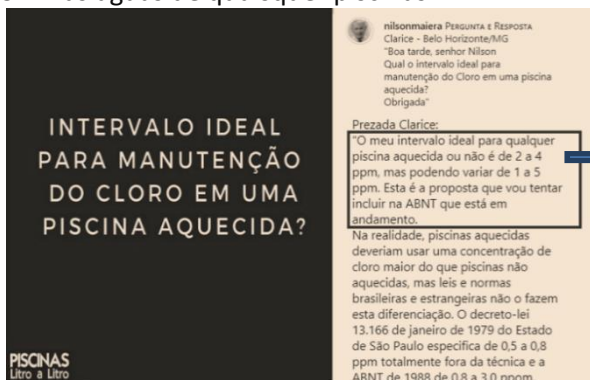 INTERVALO IDEAL
PARA MANUTENÇÃO
DO CLORO EM UMA
PISCINA AQUECIDA?
PISCINAS
Litro a Litro
nilsonmaiera PERGUNTA E RESPOSTA
Clarice - Belo Horizonte/MG
"Boa tarde, senhor Nilson
Qual o intervalo ideal para
manutenção do Cloro em uma piscina
aquecida?
Obrigada"
Prezada Clarice:
"O meu intervalo ideal para qualquer
piscina aquecida ou não é de 2 a 4
ppm, mas podendo variar de 1 a 5
ppm. Esta é a proposta que vou tentar
incluir na ABNT que está em
andamento.
Na realidade, piscinas aquecidas
deveriam usar uma concentração de
cloro maior do que piscinas não
aquecidas, mas leis e normas
brasileiras e estrangeiras não o fazem
esta diferenciação. O decreto-lei
13.166 de janeiro de 1979 do Estado
de São Paulo especifica de 0,5 a 0,8
ppm totalmente fora da técnica e a
ABNT de 1988 de 0,8 a 3,0 ppom